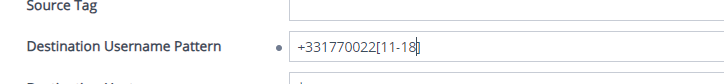 Source Tag
Destination Username Pattern
+331770022[11-18]